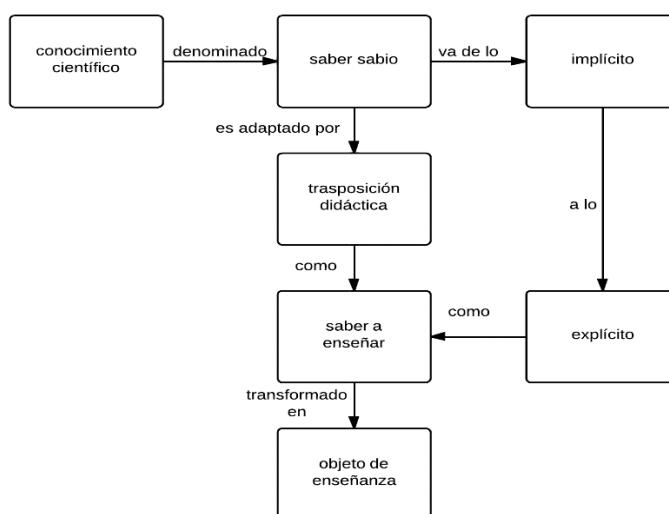 conocimiento
científico
denominado
saber sabio
va de lo
implícito
es adaptado por
trasposición
didáctica
a lo
como
saber a
enseñar
como
explícito
transformado
en
objeto de
enseñanza